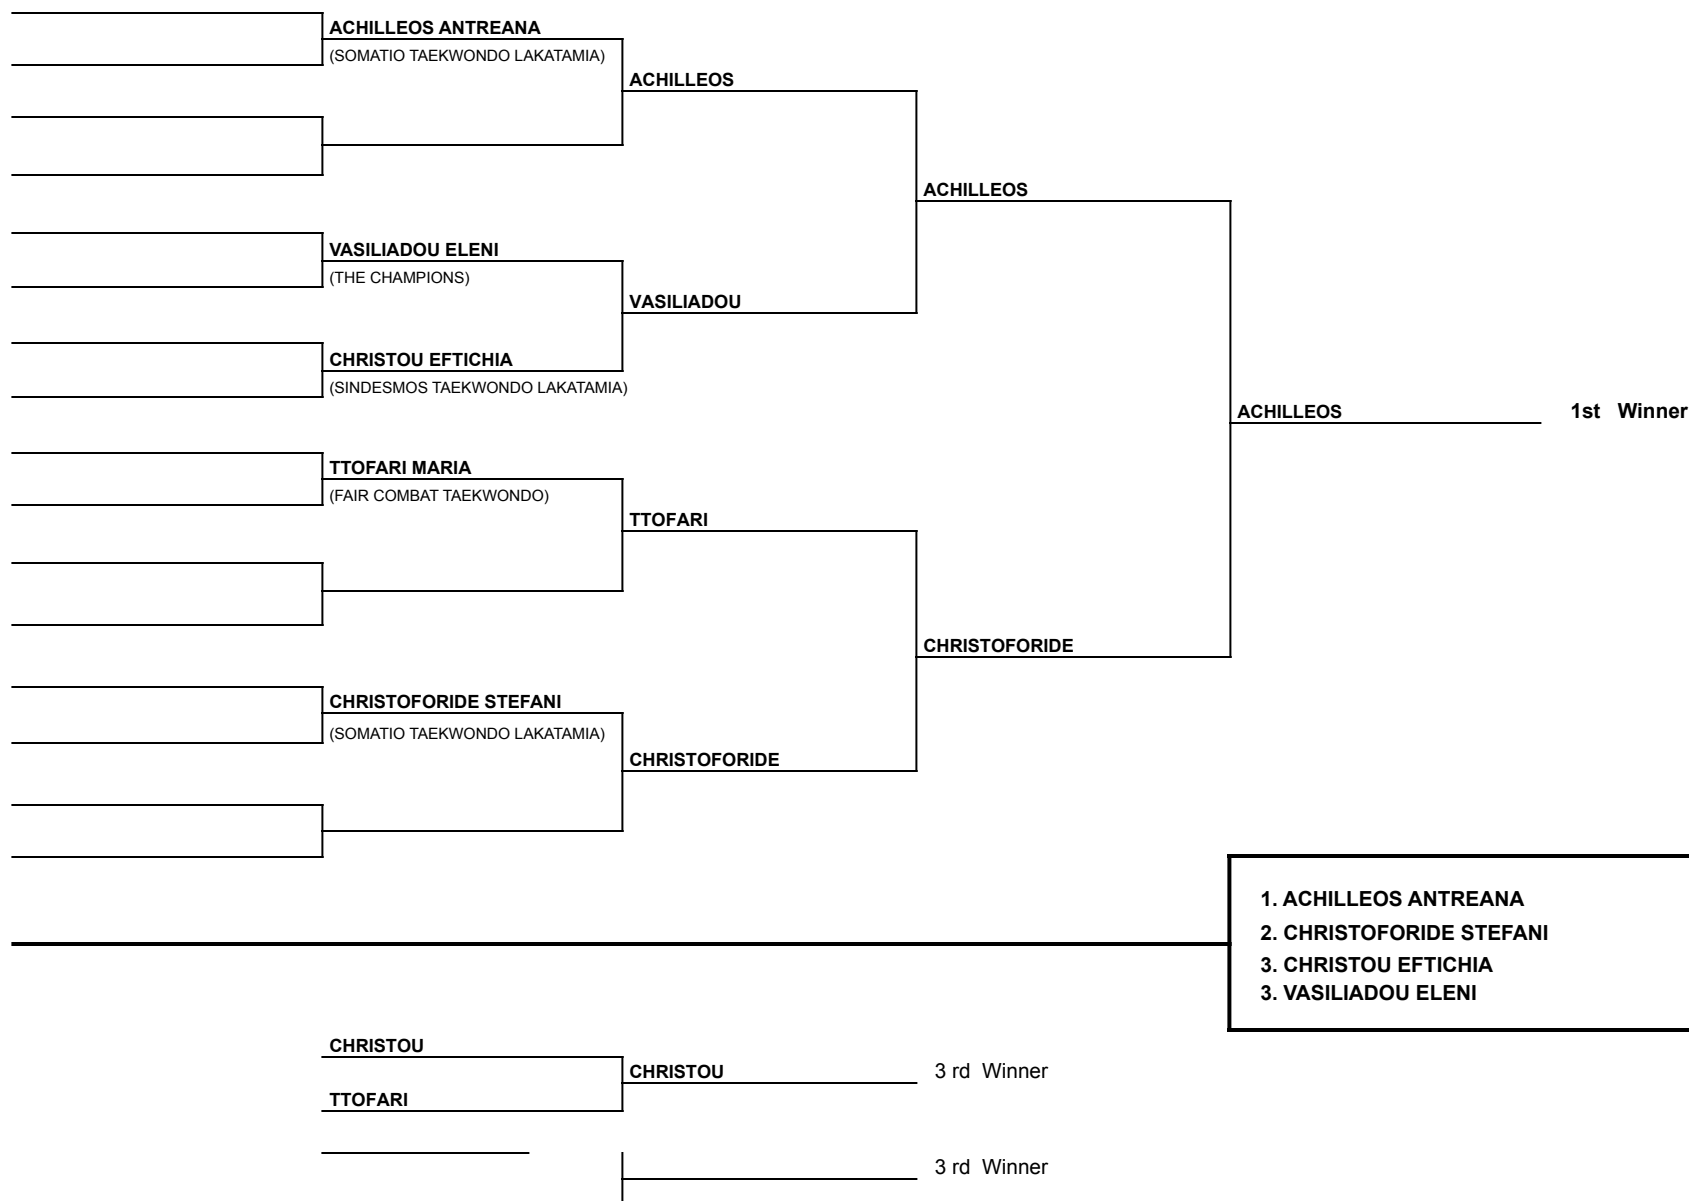 ACHILLEOS ANTREANA
(SOMATIO TAEKWONDO LAKATAMIA)
ACHILLEOS
ACHILLEOS
VASILIADOU ELENI
(THE CHAMPIONS)
VASILIADOU
CHRISTOU EFTICHIA
(SINDESMOS TAEKWONDO LAKATAMIA)
ACHILLEOS 1st Winner
TTOFARI MARIA
(FAIR COMBAT TAEKWONDO)
TTOFARI
CHRISTOFORIDE
CHRISTOFORIDE STEFANI
(SOMATIO TAEKWONDO LAKATAMIA)
CHRISTOFORIDE
1. ACHILLEOS ANTREANA
2. CHRISTOFORIDE STEFANI
3. CHRISTOU EFTICHIA
3. VASILIADOU ELENI
CHRISTOU
CHRISTOU 3 rd Winner
TTOFARI
3 rd Winner